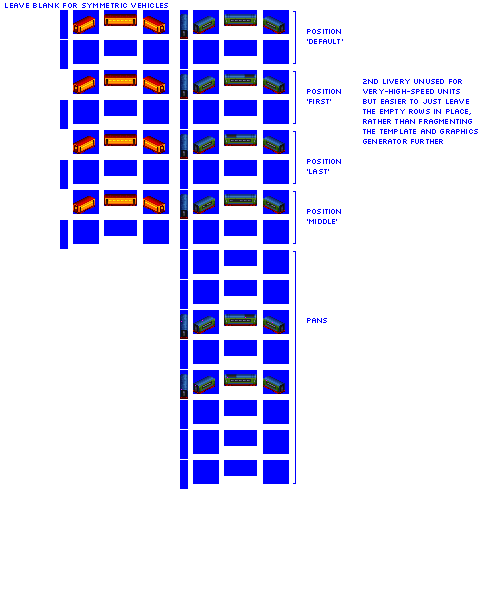 LEAVE BLANK FOR SYMMETRIC VEHICLES
POSITION
'DEFAULT'
2ND LIVERY UNUSED FOR
VERY-HIGH-SPEED UNITS
BUT EASIER TO JUST LEAVE
THE EMPTY ROWS IN PLACE,
RATHER THAN FRAGMENTING
THE TEMPLATE AND GRAPHICS
GENERATOR FURTHER
POSITION
'FIRST'
POSITION
'LAST'
POSITION
'MIDDLE'
PANS